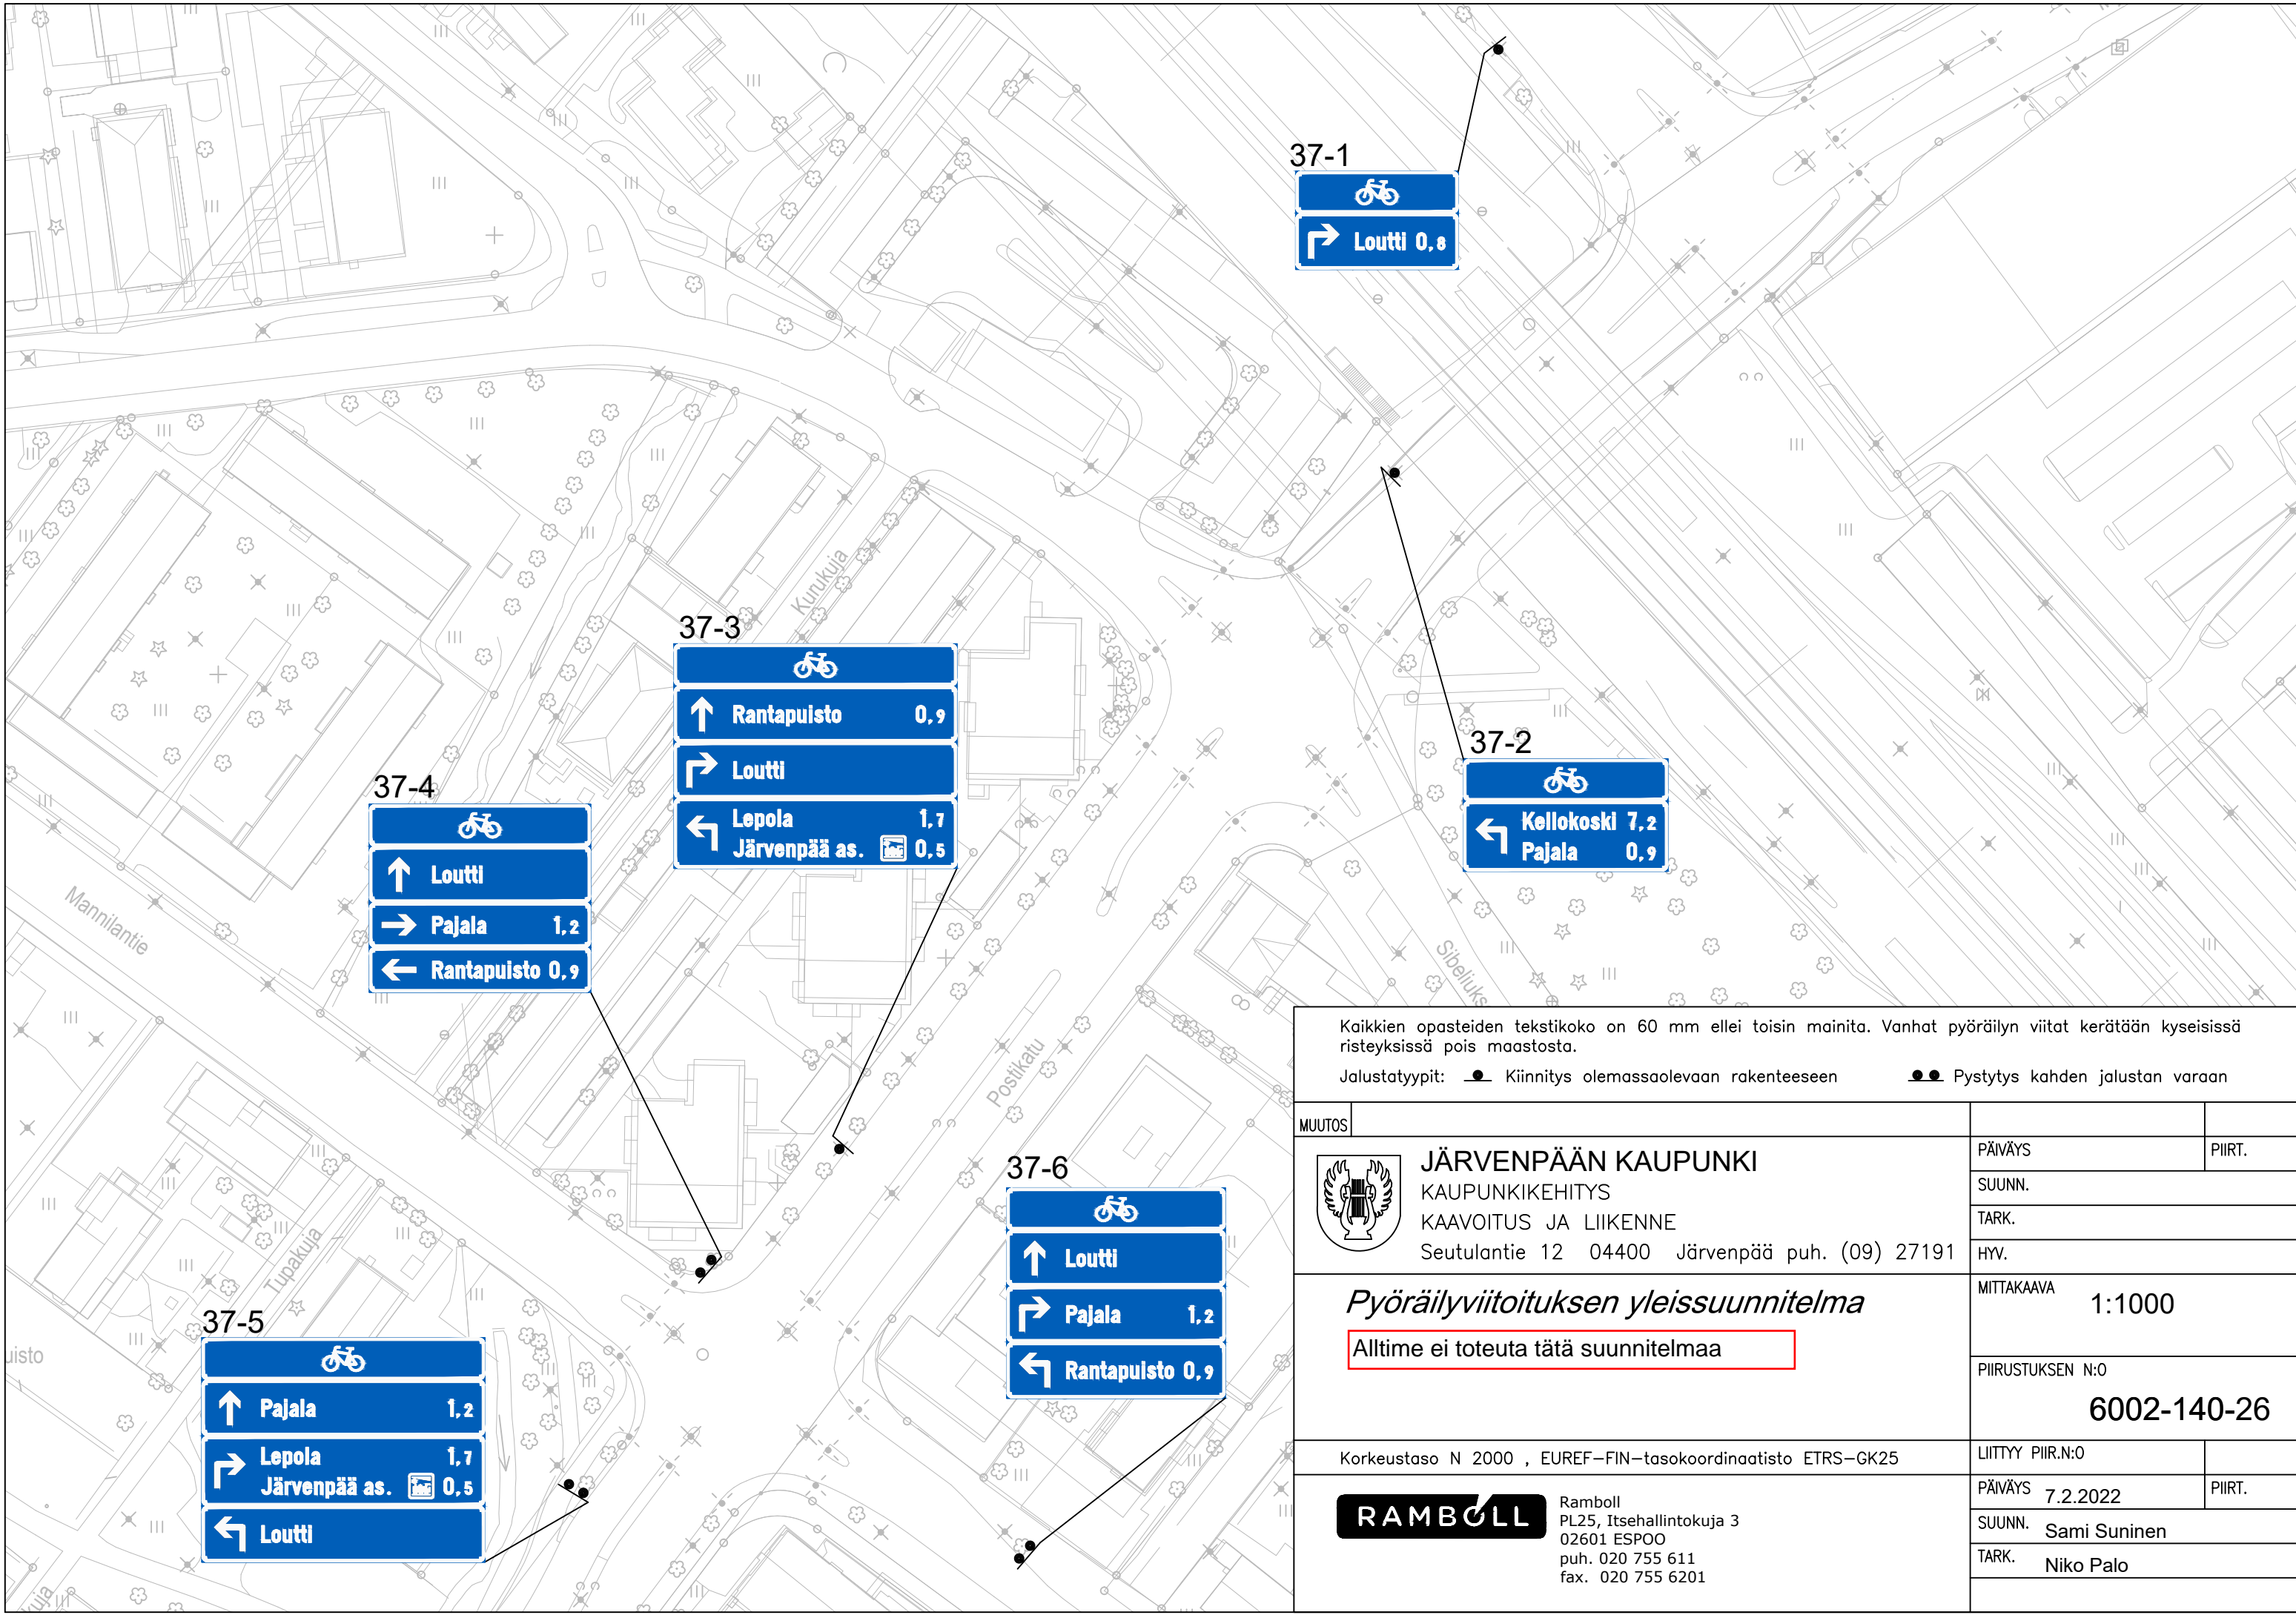 37-1
Loutti 0,8
Kurukuja
37-3
Rantapuisto 0,9
Loutti
Lepola 1,7
Järvenpää as. 0,5
37-2
Kellokoski 7,2
Pajala 0,9
37-4
Loutti
Pajala 1,2
Rantapuisto 0,9
Mannilantie
Sibeliuks
Postikatu
37-6
Loutti
Pajala 1,2
Rantapuisto 0,9
Tupakuja
uisto
37-5
Pajala 1,2
Lepola 1,7
Järvenpää as. 0,5
Loutti
kuja
Kaikkien opasteiden tekstikoko on 60 mm ellei toisin mainita. Vanhat pyöräilyn viitat kerätään kyseisissä
risteyksissä pois maastosta.
Jalustatyypit: Kiinnitys olemassaolevaan rakenteeseen Pystytys kahden jalustan varaan
MUUTOS
JÄRVENPÄÄN KAUPUNKI
KAUPUNKIKEHITYS
KAAVOITUS JA LIIKENNE
Seutulantie 12 04400 Järvenpää puh. (09) 27191
PÄIVÄYS PIIRT.
SUUNN.
TARK.
HYV.
Pyöräilyviitoituksen yleissuunnitelma
Alltime ei toteuta tätä suunnitelmaa
MITTAKAAVA 1:1000
PIIRUSTUKSEN N:O
6002-140-26
Korkeustaso N 2000 , EUREF-FIN-tasokoordinaatisto ETRS-GK25
LIITTYY PIIR.N:O
RAMBOLL
Ramboll
PL25, Itsehallintokuja 3
02601 ESPOO
puh. 020 755 611
fax. 020 755 6201
PÄIVÄYS 7.2.2022 PIIRT.
SUUNN. Sami Suninen
TARK. Niko Palo